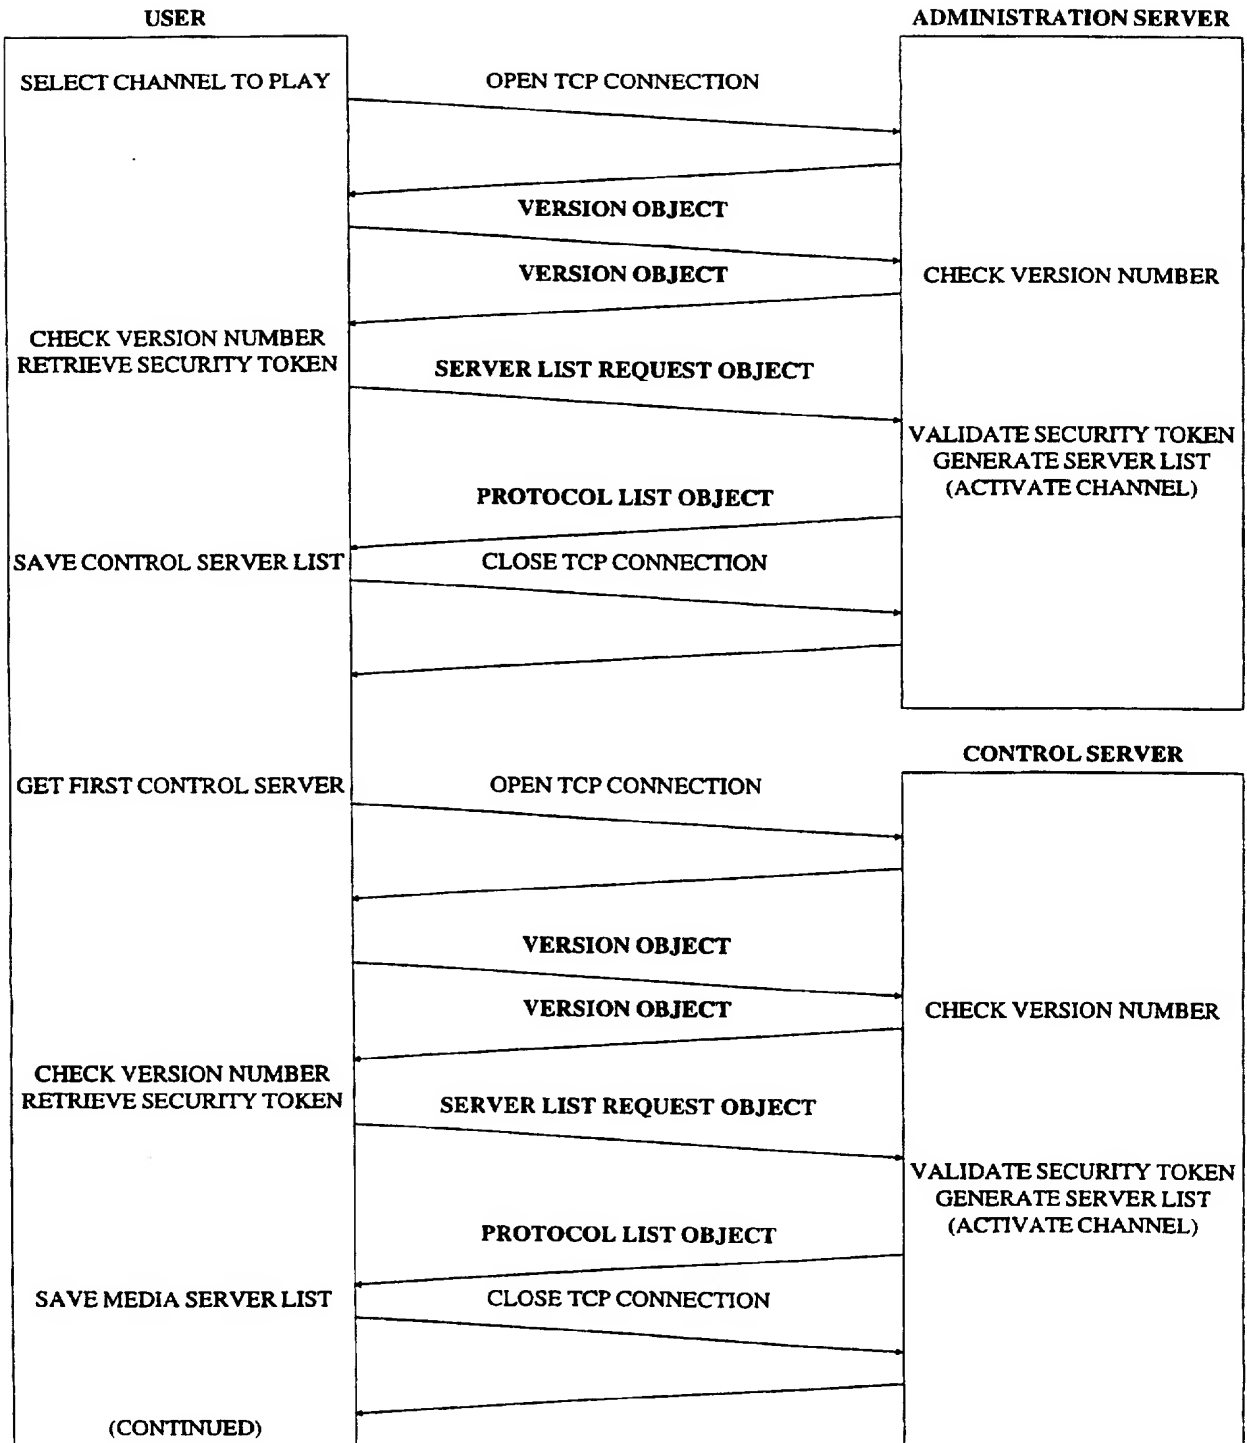 USER
ADMINISTRATION SERVER
SELECT CHANNEL TO PLAY
OPEN TCP CONNECTION
VERSION OBJECT
VERSION OBJECT
CHECK VERSION NUMBER
CHECK VERSION NUMBER
RETRIEVE SECURITY TOKEN
SERVER LIST REQUEST OBJECT
VALIDATE SECURITY TOKEN
GENERATE SERVER LIST
(ACTIVATE CHANNEL)
PROTOCOL LIST OBJECT
SAVE CONTROL SERVER LIST
CLOSE TCP CONNECTION
CONTROL SERVER
GET FIRST CONTROL SERVER
OPEN TCP CONNECTION
VERSION OBJECT
VERSION OBJECT
CHECK VERSION NUMBER
CHECK VERSION NUMBER
RETRIEVE SECURITY TOKEN
SERVER LIST REQUEST OBJECT
VALIDATE SECURITY TOKEN
GENERATE SERVER LIST
(ACTIVATE CHANNEL)
PROTOCOL LIST OBJECT
SAVE MEDIA SERVER LIST
CLOSE TCP CONNECTION
(CONTINUED)